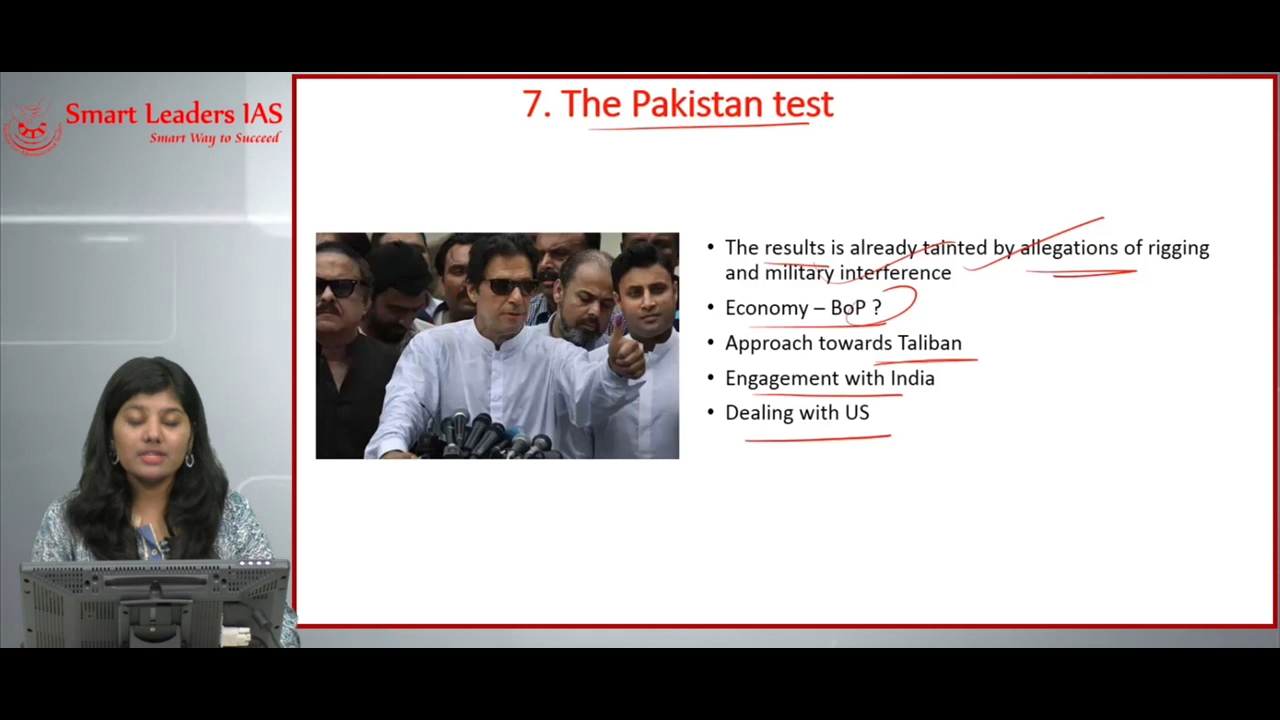 Smart Leaders IAS
Smart Way to Succeed
7. The Pakistan test
• The results is already tainted by allegations of rigging
and military interference
• Economy – BoP ?
• Approach towards Taliban
• Engagement with India
• Dealing with US